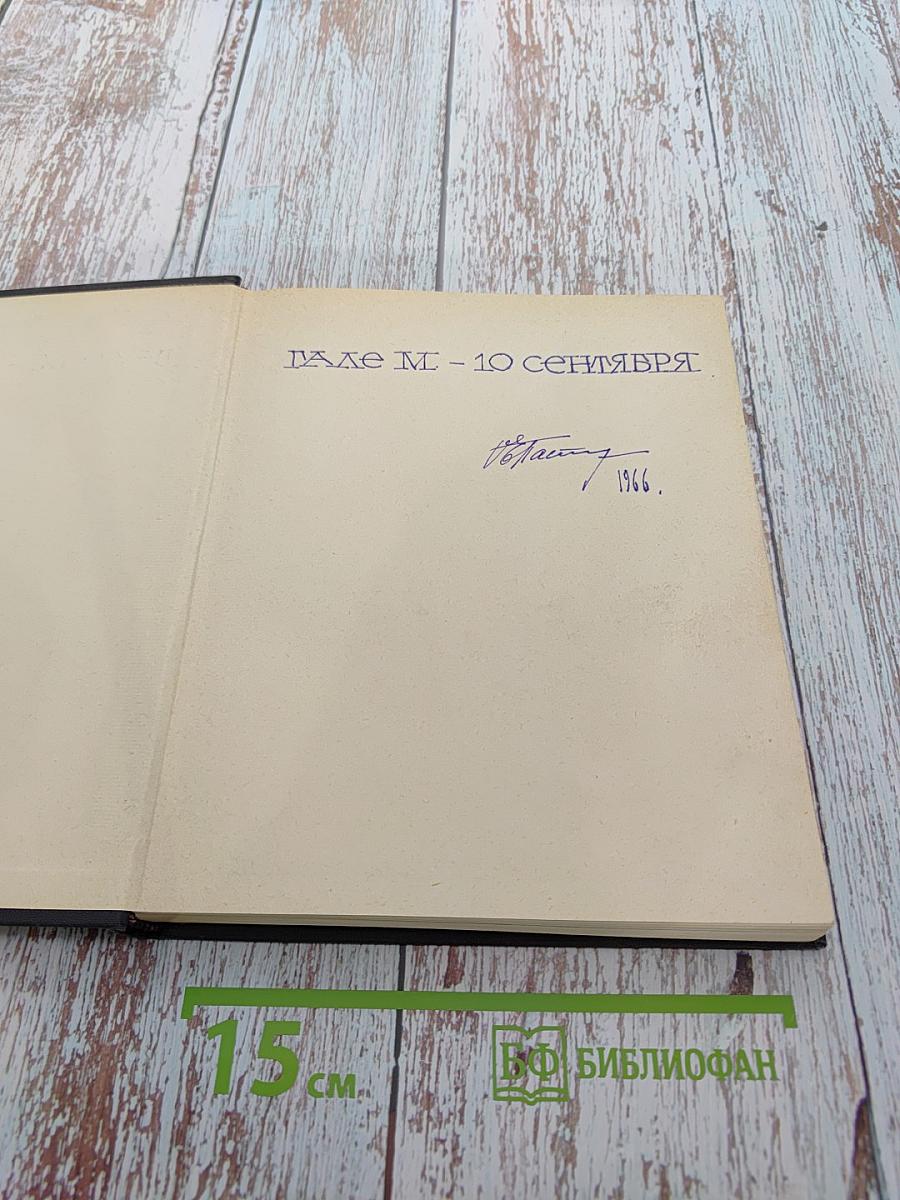 ГАЛЕ М – 10 СЕНТЯБРЯ
1966.
15 см
БФ БИБЛИОФАН